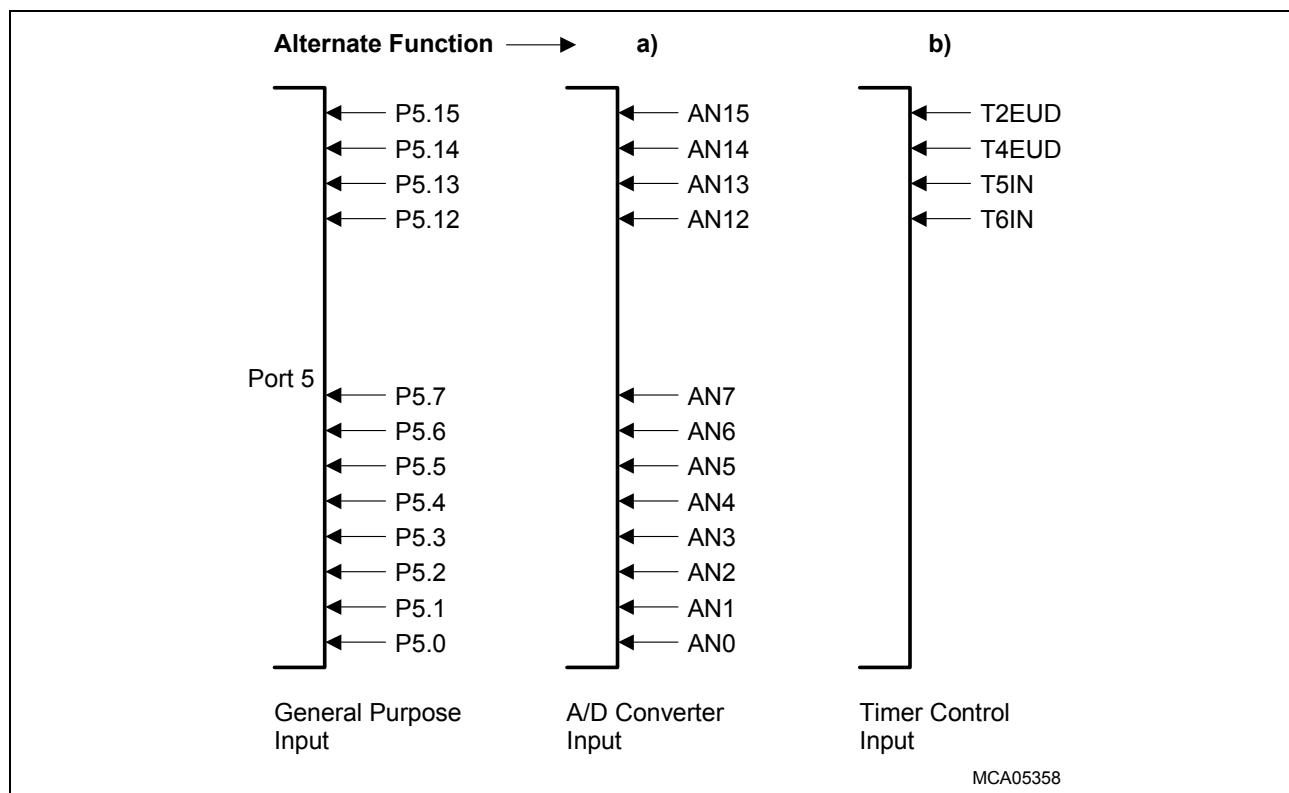 Alternate Function a) b)
P5.15 AN15 T2EUD
P5.14 AN14 T4EUD
P5.13 AN13 T5IN
P5.12 AN12 T6IN
Port 5
P5.7 AN7
P5.6 AN6
P5.5 AN5
P5.4 AN4
P5.3 AN3
P5.2 AN2
P5.1 AN1
P5.0 AN0
General Purpose A/D Converter Timer Control
Input Input Input
MCA05358